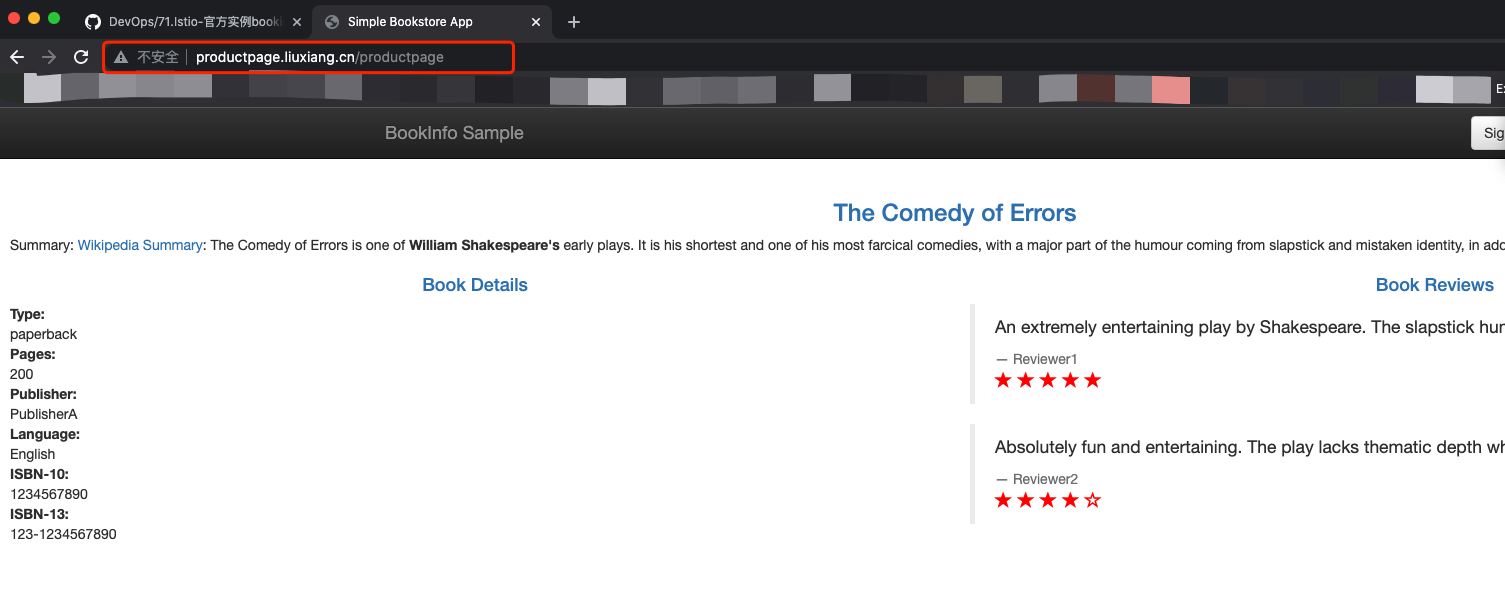 DevOps/71.Istio-官方实例booki
Simple Bookstore App
不安全 productpage.liuxiang.cn/productpage
BookInfo Sample
Sig
The Comedy of Errors
Summary: Wikipedia Summary: The Comedy of Errors is one of William Shakespeare's early plays. It is his shortest and one of his most farcical comedies, with a major part of the humour coming from slapstick and mistaken identity, in add
Book Details
Type:
paperback
Pages:
200
Publisher:
PublisherA
Language:
English
ISBN-10:
1234567890
ISBN-13:
123-1234567890
Book Reviews
An extremely entertaining play by Shakespeare. The slapstick hum
— Reviewer1
Absolutely fun and entertaining. The play lacks thematic depth wh
— Reviewer2